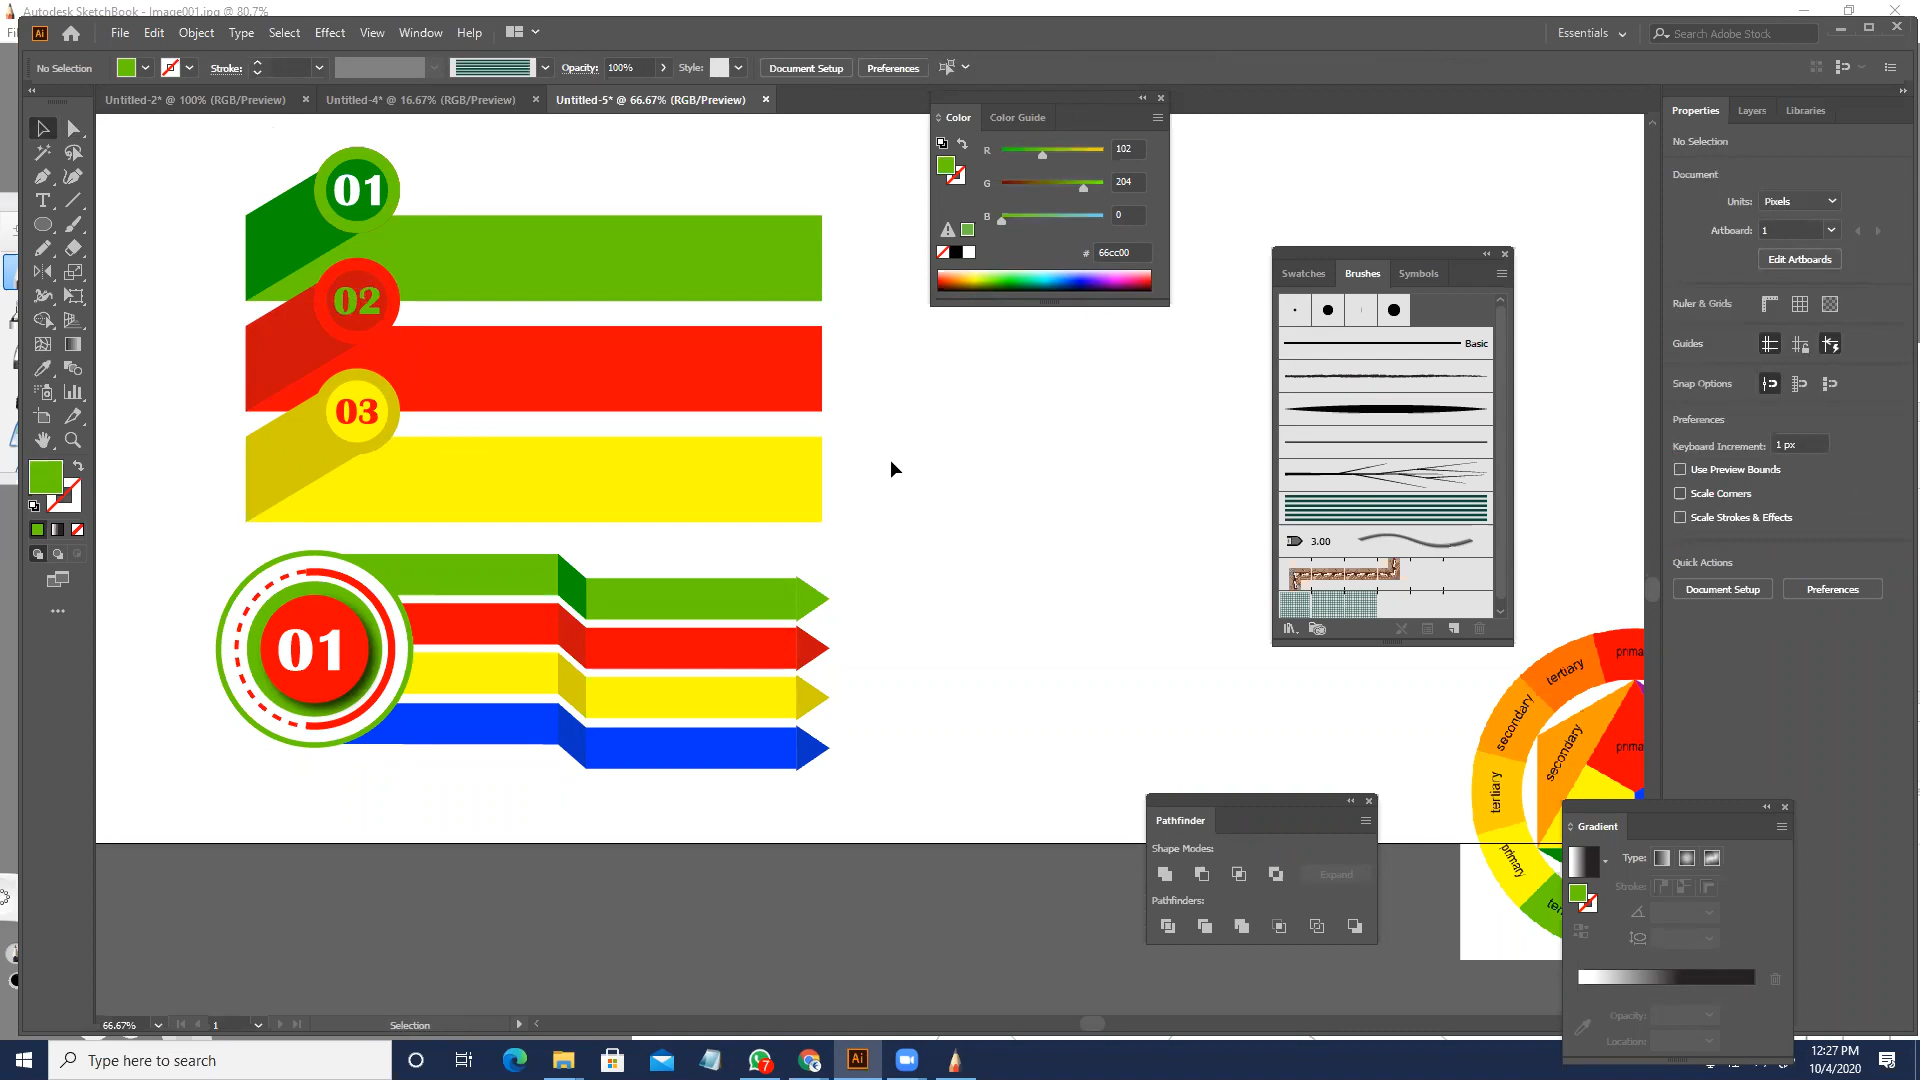 Autodesk SketchBook - Image001.jpg @ 80.7%
Ai File Edit Object Type Select Effect View Window Help Essentials Search Adobe Stock
No Selection Stroke: Opacity: 100% Style: Document Setup Preferences
Untitled-2* @ 100% (RGB/Preview) × Untitled-4* @ 16.67% (RGB/Preview) × Untitled-5* @ 66.67% (RGB/Preview) ×
Color Color Guide
R 102
G 204
B 0
# 66cc00
01
02
03
01
Swatches Brushes Symbols
Basic
3.00
Properties Layers Libraries
No Selection
Document
Units: Pixels
Artboard: 1
Edit Artboards
Ruler & Grids
Guides
Snap Options
Preferences
Keyboard Increment: 1 px
Use Preview Bounds
Scale Corners
Scale Strokes & Effects
Quick Actions
Document Setup Preferences
Pathfinder
Shape Modes:
Expand
Pathfinders:
prima
tertiary
secondary
tertiary
primary
tert
secondary
prima
Gradient
Type:
Stroke:
Opacity:
Location:
66.67% 1 Selection
Type here to search
7
Ai
12:27 PM
10/4/2020